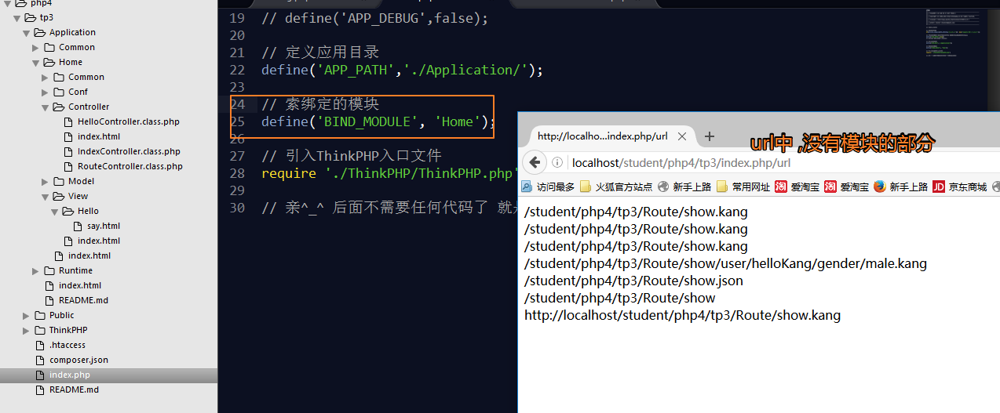 php4
tp3
Application
Common
Home
Common
Conf
Controller
HelloController.class.php
index.html
IndexController.class.php
RouteController.class.php
Model
View
Hello
say.html
index.html
index.html
Runtime
index.html
README.md
Public
ThinkPHP
.htaccess
composer.json
index.php
README.md
19 // define('APP_DEBUG',false);
20
21 // 定义应用目录
22 define('APP_PATH','./Application/');
23
24 // 索绑定的模块
25 define('BIND_MODULE', 'Home');
26
27 // 引入ThinkPHP入口文件
28 require './ThinkPHP/ThinkPHP.php'
29
30 // 亲^_^ 后面不需要任何代码了 就
http://localho...index.php/url
url中 ,没有模块的部分
localhost/student/php4/tp3/index.php/url
访问最多 火狐官方站点 新手上路 常用网址 淘 爱淘宝 淘 爱淘宝 新手上路 JD 京东商城
/student/php4/tp3/Route/show.kang
/student/php4/tp3/Route/show.kang
/student/php4/tp3/Route/show.kang
/student/php4/tp3/Route/show/user/helloKang/gender/male.kang
/student/php4/tp3/Route/show.json
/student/php4/tp3/Route/show
http://localhost/student/php4/tp3/Route/show.kang